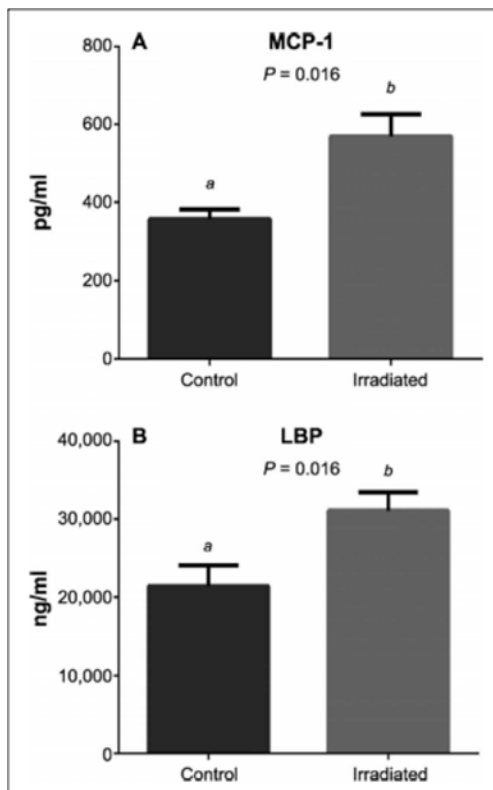 A MCP-1
P = 0.016
b
a
800
600
400
200
0
pg/ml
Control Irradiated
B LBP
P = 0.016
b
a
40,000
30,000
20,000
10,000
0
ng/ml
Control Irradiated